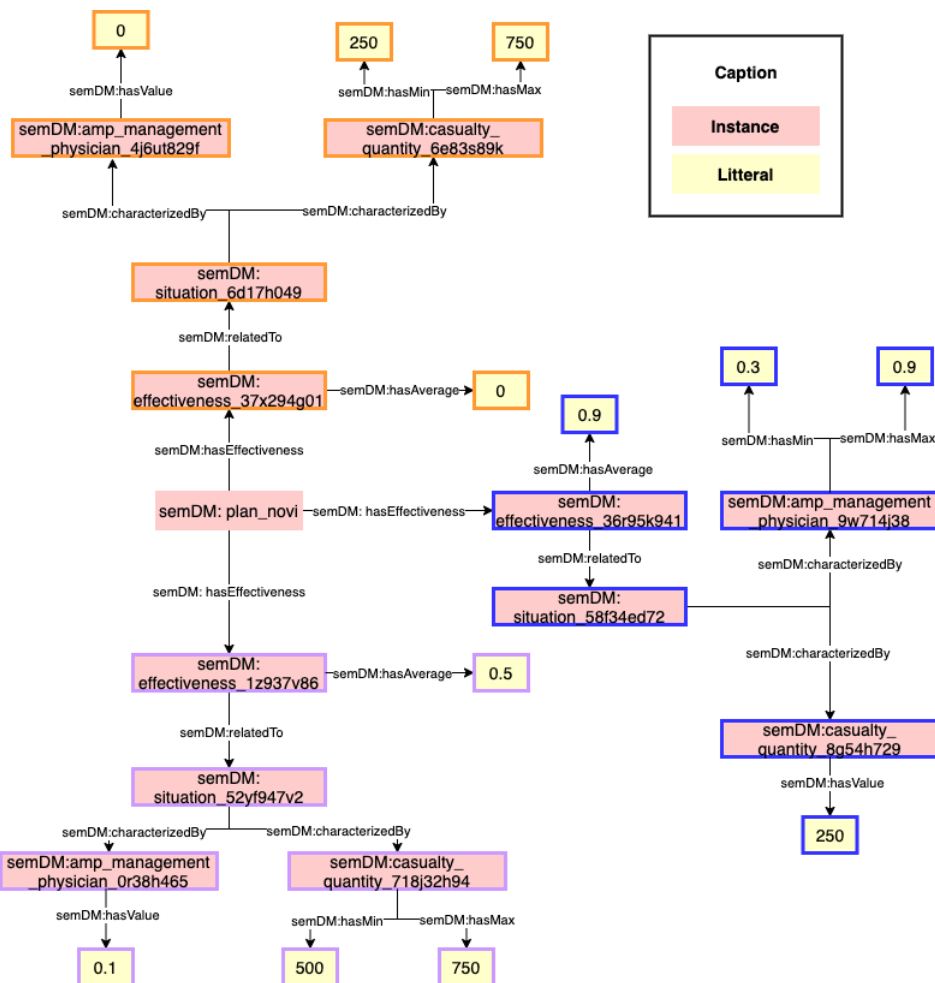 0
250
750
Caption
Instance
Litteral
semDM:hasValue
semDM:hasMin
semDM:hasMax
semDM:amp_management
_physician_4j6ut829f
semDM:casualty_
quantity_6e83s89k
semDM:characterizedBy
semDM:characterizedBy
semDM:
situation_6d17h049
semDM:relatedTo
semDM:
effectiveness_37x294g01
semDM:hasAverage
0
0.3
0.9
0.9
semDM:hasMin
semDM:hasMax
semDM:hasEffectiveness
semDM:hasAverage
semDM: plan_novi
semDM: hasEffectiveness
semDM:
effectiveness_36r95k941
semDM:amp_management
_physician_9w714j38
semDM:relatedTo
semDM:characterizedBy
semDM: hasEffectiveness
semDM:
situation_58f34ed72
semDM:characterizedBy
semDM:
effectiveness_1z937v86
semDM:hasAverage
0.5
semDM:relatedTo
semDM:casualty_
quantity_8g54h729
semDM:
situation_52yf947v2
semDM:hasValue
250
semDM:characterizedBy
semDM:characterizedBy
semDM:amp_management
_physician_0r38h465
semDM:casualty_
quantity_718j32h94
semDM:hasValue
semDM:hasMin
semDM:hasMax
0.1
500
750